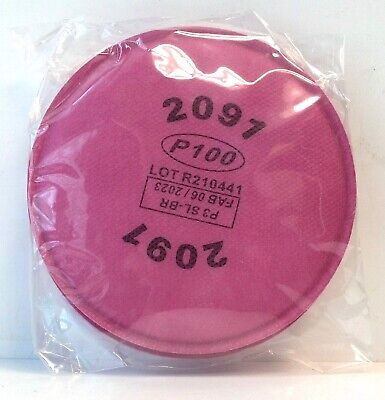 2097
P100
LOT R210441
P3 SL-BR
FAB 06 / 2023
2097